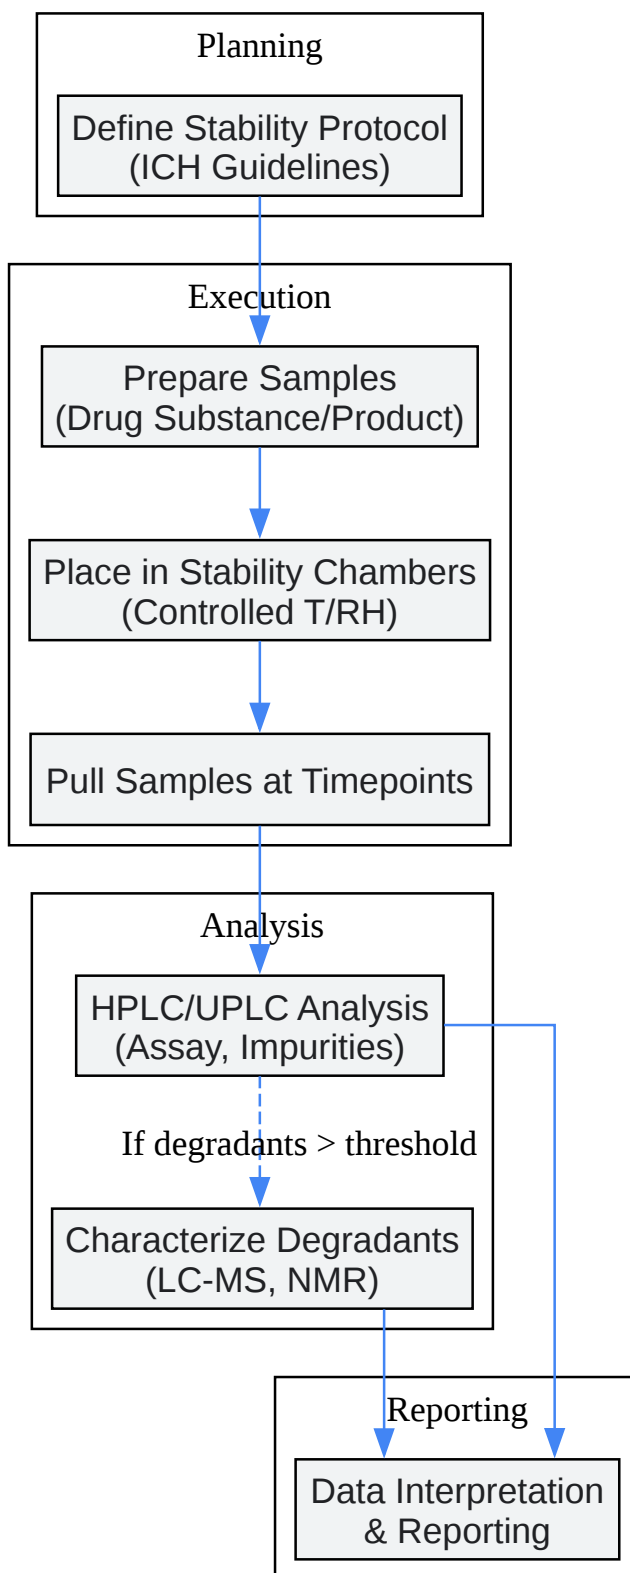 Planning
Define Stability Protocol
(ICH Guidelines)
Execution
Prepare Samples
(Drug Substance/Product)
Place in Stability Chambers
(Controlled T/RH)
Pull Samples at Timepoints
Analysis
HPLC/UPLC Analysis
(Assay, Impurities)
If degradants > threshold
Characterize Degradants
(LC-MS, NMR)
Reporting
Data Interpretation
& Reporting